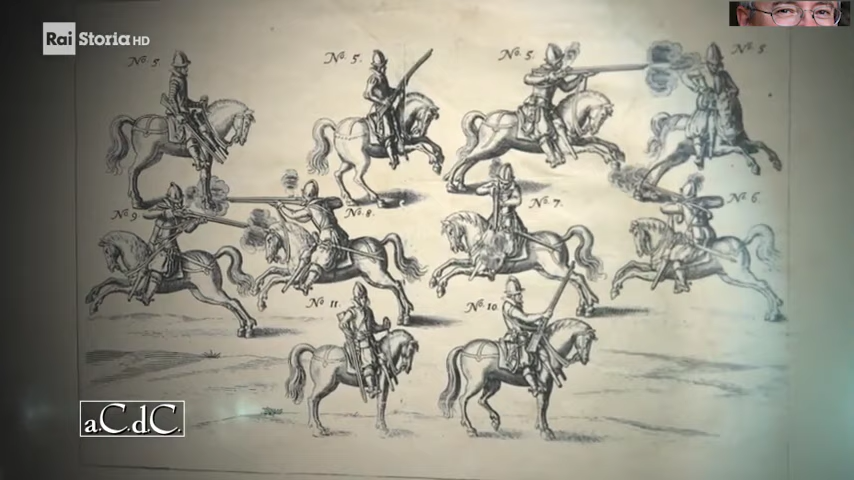 Rai Storia HD
No. 5.
No. 5.
No. 5.
No. 5
No. 9
No. 8.
No. 7.
No. 6.
No. 11.
No. 10
a.C.d.C.